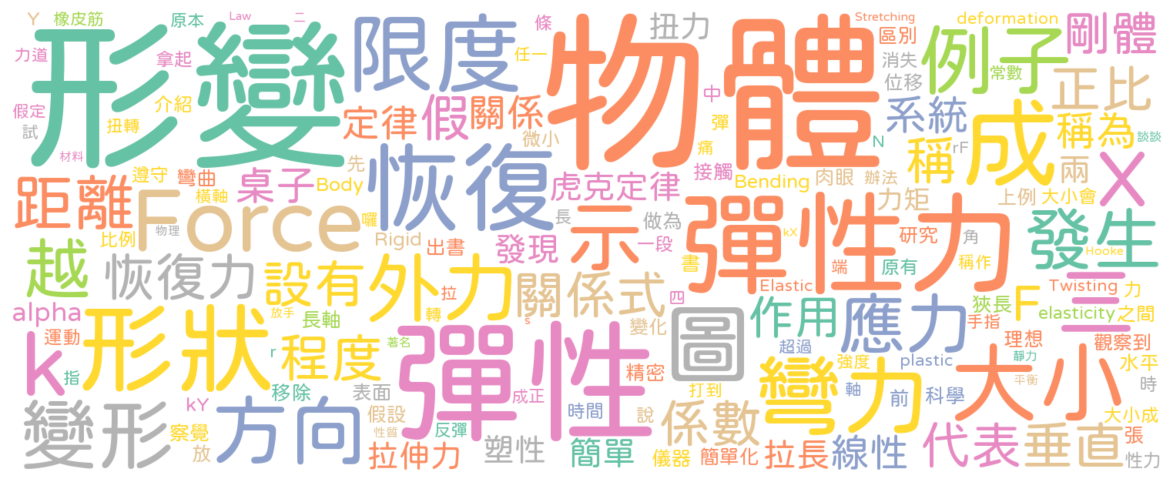 Y 橡皮筋 原本 Law 二
形變 限度 物體 扭力 Stretching 區別 deformation 例子 剛體
力道 拿起 條 任一 消失 位移 常數 正比
假定 介紹 試 扭轉 定律 假 關係 微小 中 彈 系統 成 稱為
材料 先 恢復 痛 N rF 稱 兩 談談
遵守 彎曲 橫軸 桌子 Body 虎克定律 接觸 Bending 肉眼 辦法 X
距離 Force 囉 長 示 做為 彈性力 力矩 上例 大小會
比例 物理 Rigid 出書 發現 一段 書 kX 研究 角 發生 Hooke
越 恢復力 設有 外力 拉 四 關係式 Elastic 端 原有 稱作 三
alpha 放手 長軸 轉 s 變化 圖 作用 應力 狹長 F Twisting 力
運動 形狀 r 程度 著名 彈性 超過 手指 elasticity 之間
k 指 移除 表面 成正 精密 打到 強度 plastic 理想 靜力 觀察到
kY 假設 時間 說 彎力 軸 前 科學 平衡 大小 水平 時
變形 察覺 放 方向 性質 反彈 係數 大小成
拉伸力 塑性 簡單 儀器 簡單化 拉長 線性 代表 垂直 張 性力